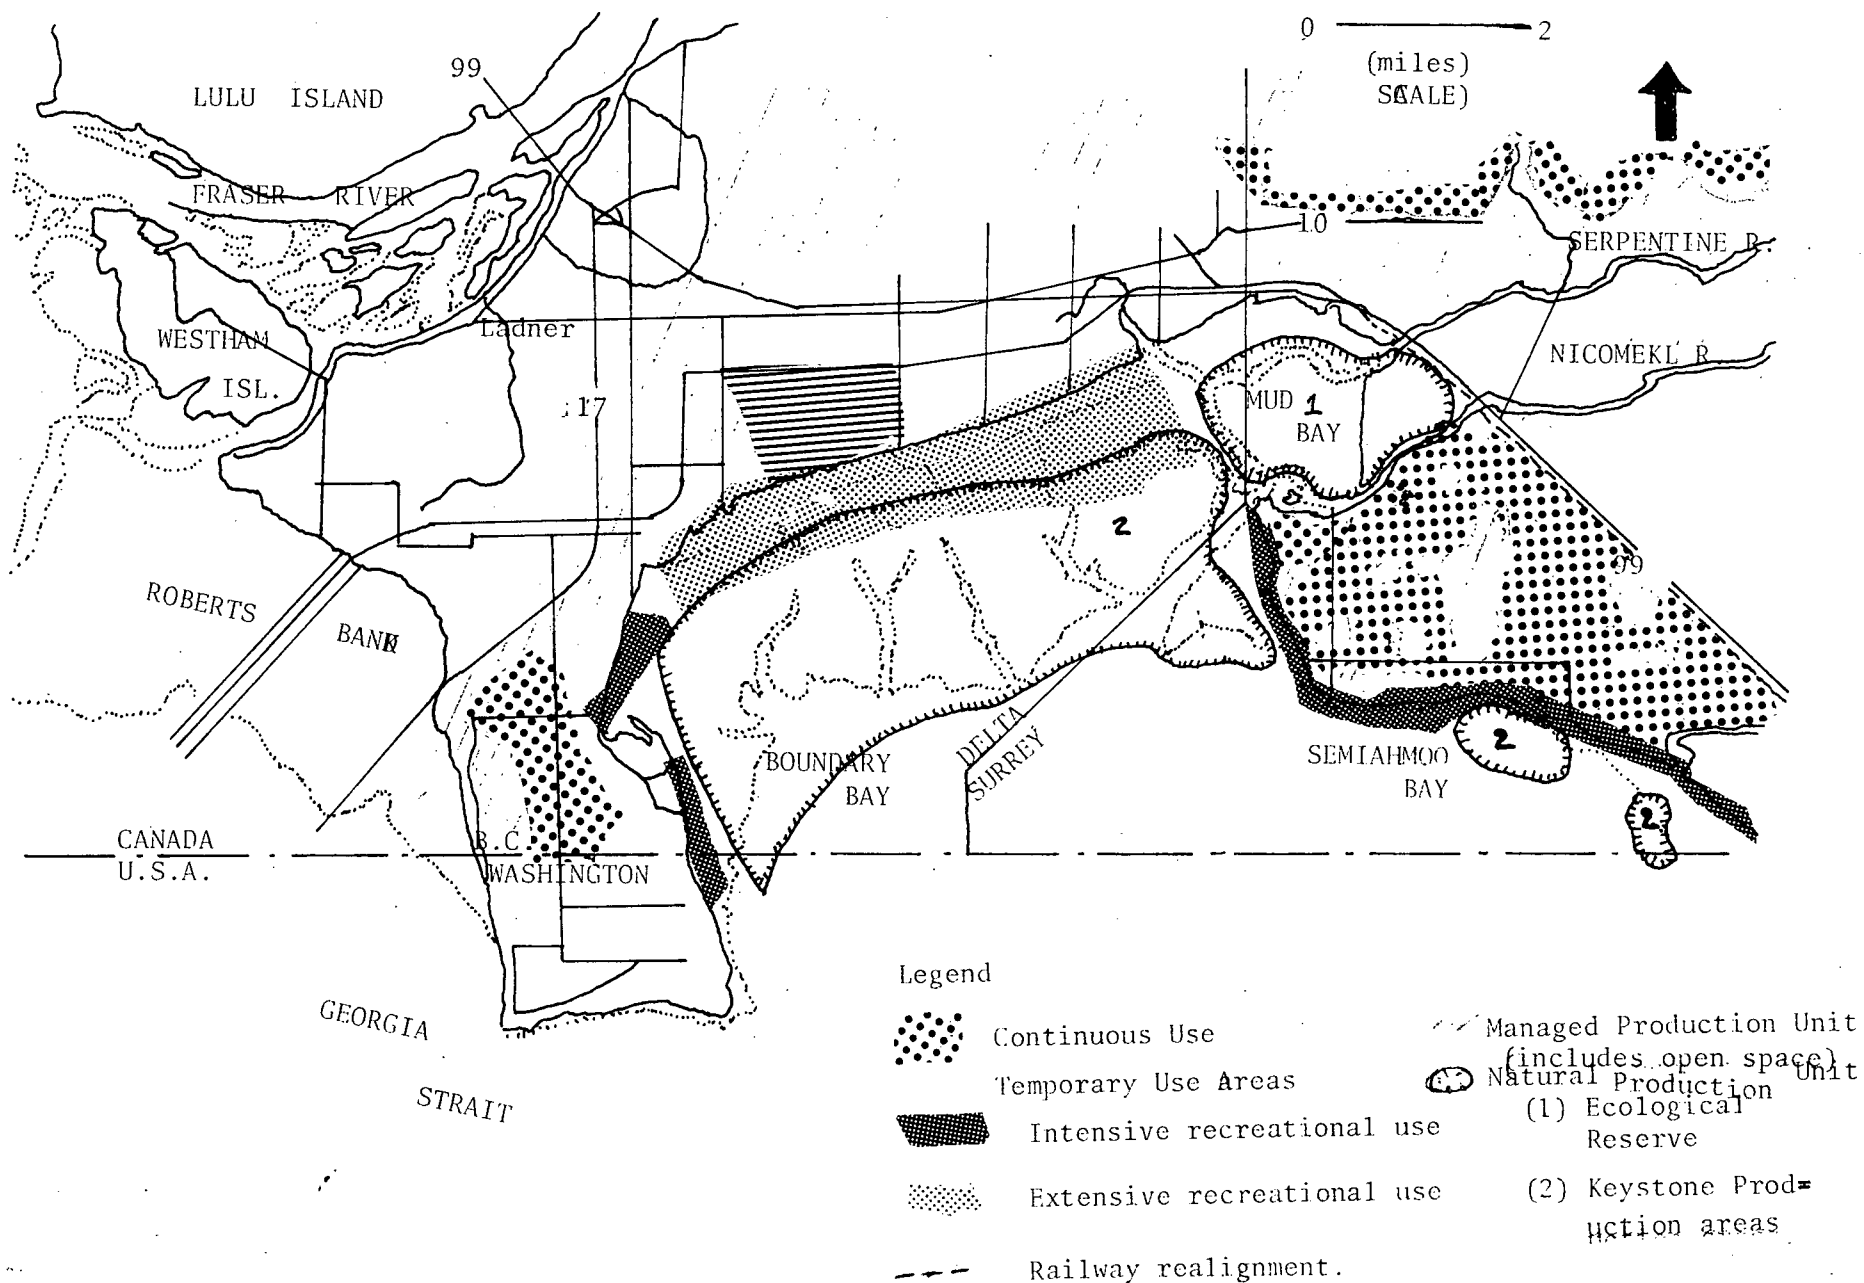 0 2
(miles)
SCALE)
99
LULU ISLAND
FRASER RIVER
10
SERPENTINE R.
WESTHAM
ISL.
Ladner
17
NICOMEKL R
MUD 1
BAY
2
2
99
ROBERTS
BANK
BOUNDARY
BAY
DELTA
SURREY
SEMIAHMOO
BAY
2
2
CANADA
U.S.A.
B.C.
WASHINGTON
GEORGIA
STRAIT
Legend
Continuous Use
Temporary Use Areas
Intensive recreational use
Extensive recreational use
Railway realignment.
Managed Production Unit
(includes open space)
Natural Production Unit
(1) Ecological
Reserve
(2) Keystone Prod=
uction areas